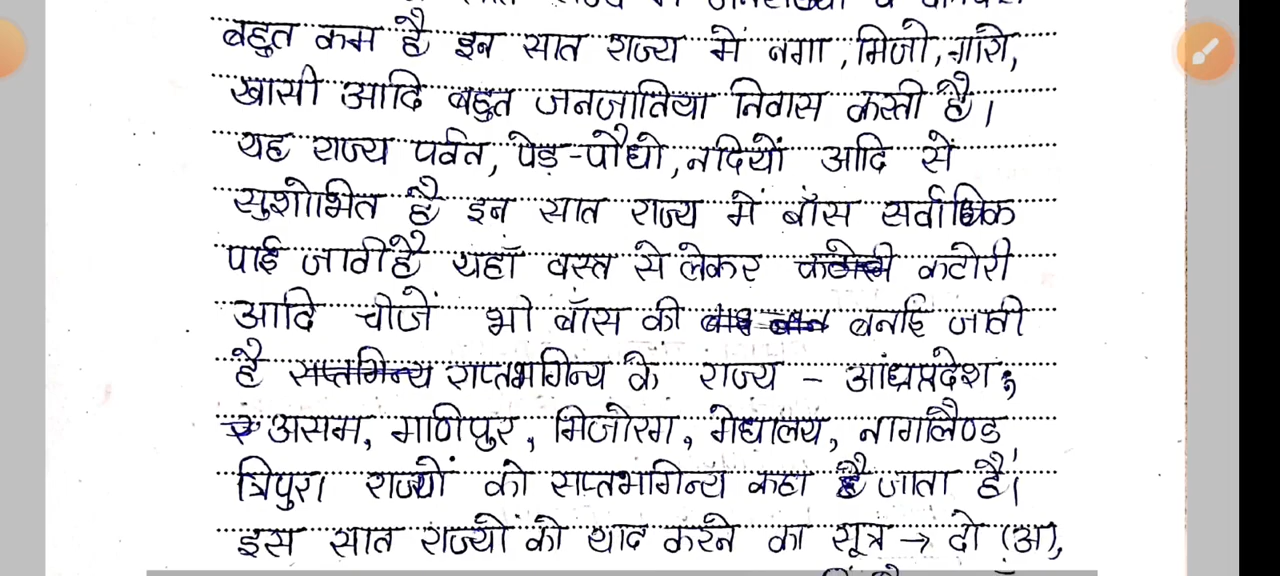 बहुत कम है इन सात राज्य में नगा, मिजो, गारो,
खासी आदि बहुत जनजातिया निवास करती है।
यह राज्य पर्वत, पेड़-पौधो, नदियों आदि से
सुशोभित है इन सात राज्य में बाँस सर्वाधिक
पाई जाती है यहाँ वस्त्र से लेकर कटोरी
आदि चीजें भी बाँस की बनाई जाती
है सप्तभगिन्य सप्तभगिन्य के राज्य - आंध्रप्रदेश,
असम, मणिपुर, मिजोरम, मेघालय, नागालैण्ड,
त्रिपुरा राज्यों को सप्तभगिन्य कहा जाता है।
इस सात राज्यों को याद करने का सूत्र → दो (अ),